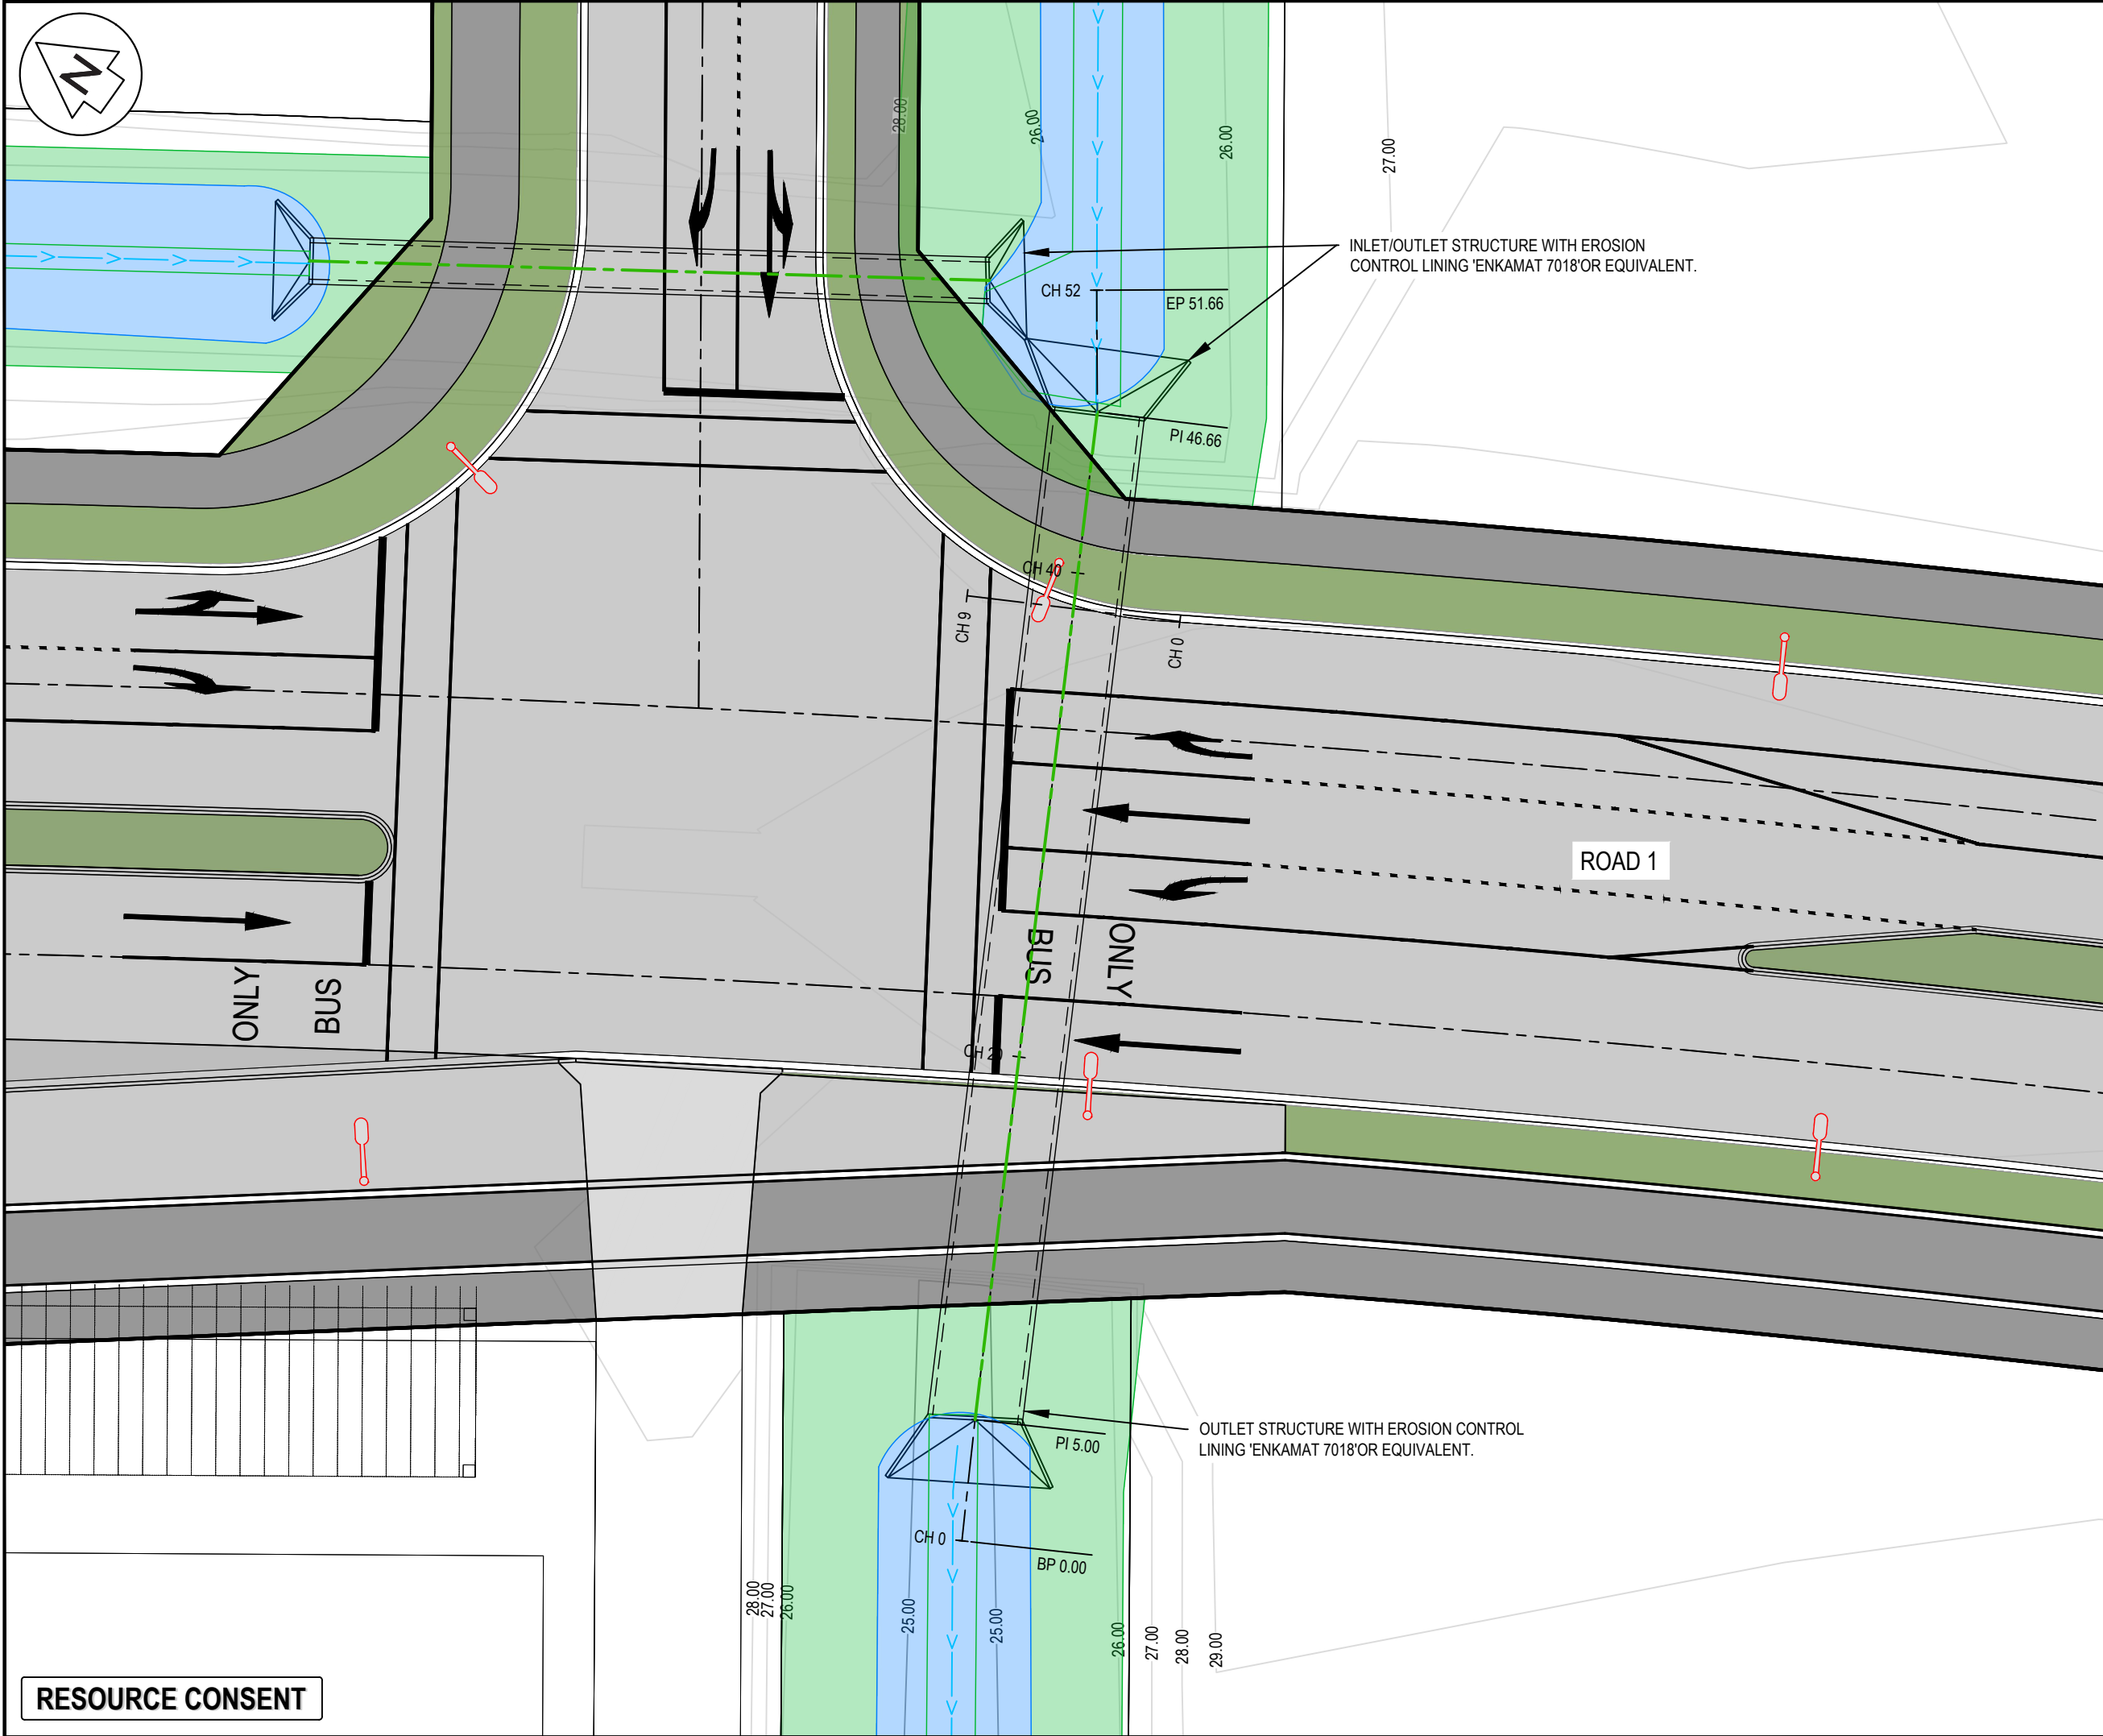 N
28.00
26.00
26.00
27.00
INLET/OUTLET STRUCTURE WITH EROSION
CONTROL LINING 'ENKAMAT 7018'OR EQUIVALENT.
CH 52
EP 51.66
PI 46.66
CH 40
CH 9
CH 0
ROAD 1
ONLY
BUS
BUS
ONLY
CH 20
OUTLET STRUCTURE WITH EROSION CONTROL
LINING 'ENKAMAT 7018'OR EQUIVALENT.
PI 5.00
CH 0
BP 0.00
28.00
27.00
26.00
25.00
25.00
26.00
27.00
28.00
29.00
RESOURCE CONSENT